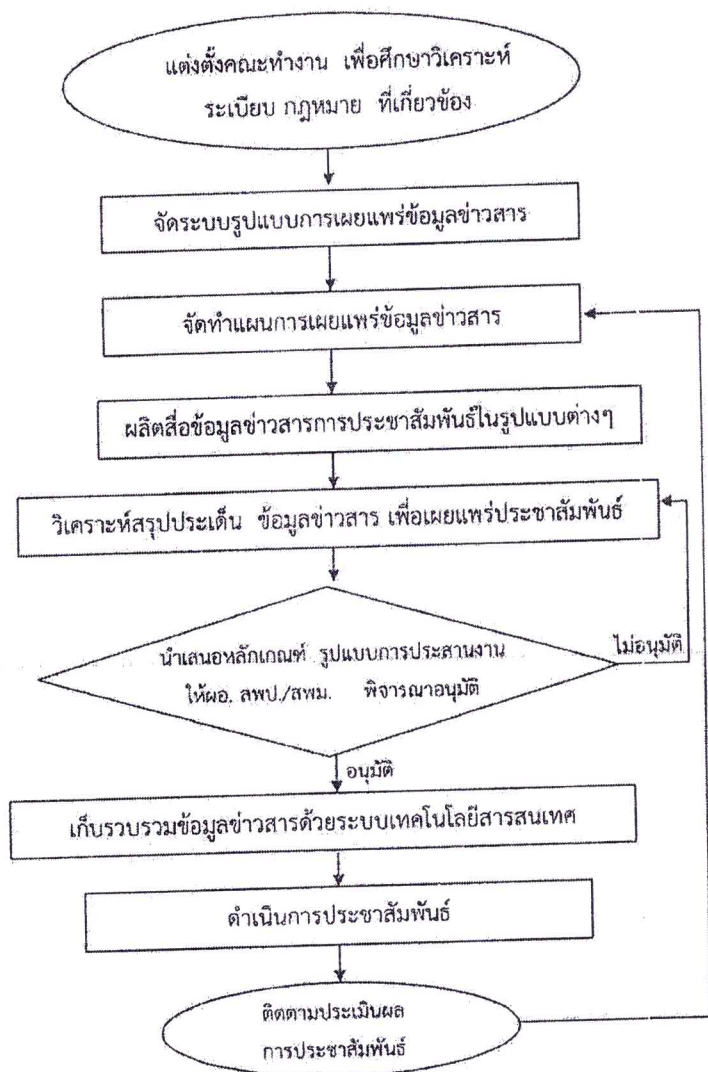 แต่งตั้งคณะทำงาน เพื่อศึกษาวิเคราะห์
ระเบียบ กฎหมาย ที่เกี่ยวข้อง
จัดระบบรูปแบบการเผยแพร่ข้อมูลข่าวสาร
จัดทำแผนการเผยแพร่ข้อมูลข่าวสาร
ผลิตสื่อข้อมูลข่าวสารการประชาสัมพันธ์ในรูปแบบต่างๆ
วิเคราะห์สรุปประเด็น ข้อมูลข่าวสาร เพื่อเผยแพร่ประชาสัมพันธ์
นำเสนอหลักเกณฑ์ รูปแบบการประสานงาน
ให้ผอ. สพป./สพม. พิจารณาอนุมัติ
ไม่อนุมัติ
อนุมัติ
เก็บรวบรวมข้อมูลข่าวสารด้วยระบบเทคโนโลยีสารสนเทศ
ดำเนินการประชาสัมพันธ์
ติดตามประเมินผล
การประชาสัมพันธ์